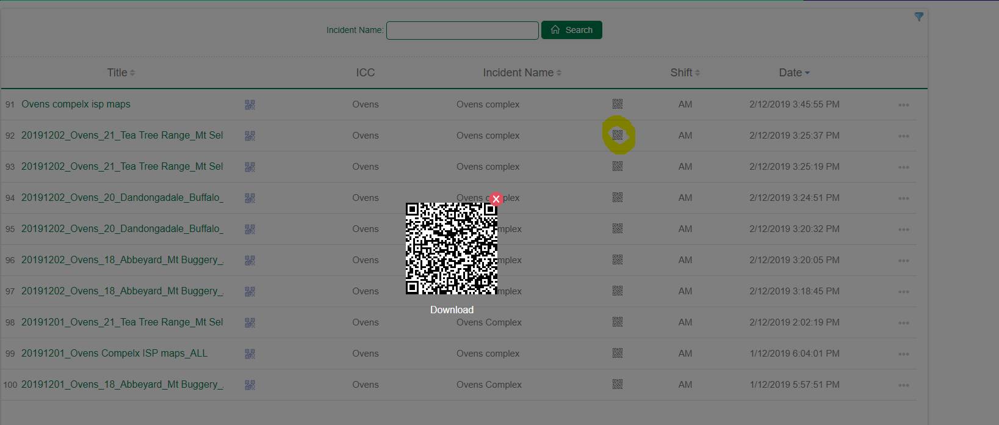 Incident Name: Search
Title ICC Incident Name Shift Date
91 Ovens compelx isp maps Ovens Ovens complex AM 2/12/2019 3:45:55 PM
92 20191202_Ovens_21_Tea Tree Range_Mt Sel Ovens Ovens complex AM 2/12/2019 3:25:37 PM
93 20191202_Ovens_21_Tea Tree Range_Mt Sel Ovens Ovens complex AM 2/12/2019 3:25:19 PM
94 20191202_Ovens_20_Dandongadale_Buffalo_ Ovens Ovens c plex AM 2/12/2019 3:24:51 PM
95 20191202_Ovens_20_Dandongadale_Buffalo_ Ovens mplex AM 2/12/2019 3:20:32 PM
96 20191202_Ovens_18_Abbeyard_Mt Buggery_ Ovens mplex AM 2/12/2019 3:20:05 PM
97 20191202_Ovens_18_Abbeyard_Mt Buggery_ Ovens mplex AM 2/12/2019 3:18:45 PM
Download
98 20191201_Ovens_21_Tea Tree Range_Mt Sel Ovens Ovens Complex AM 2/12/2019 2:02:19 PM
99 20191201_Ovens Compelx ISP maps_ALL Ovens Ovens complex AM 1/12/2019 6:04:01 PM
100 20191201_Ovens_18_Abbeyard_Mt Buggery_ Ovens Ovens Complex AM 1/12/2019 5:57:51 PM